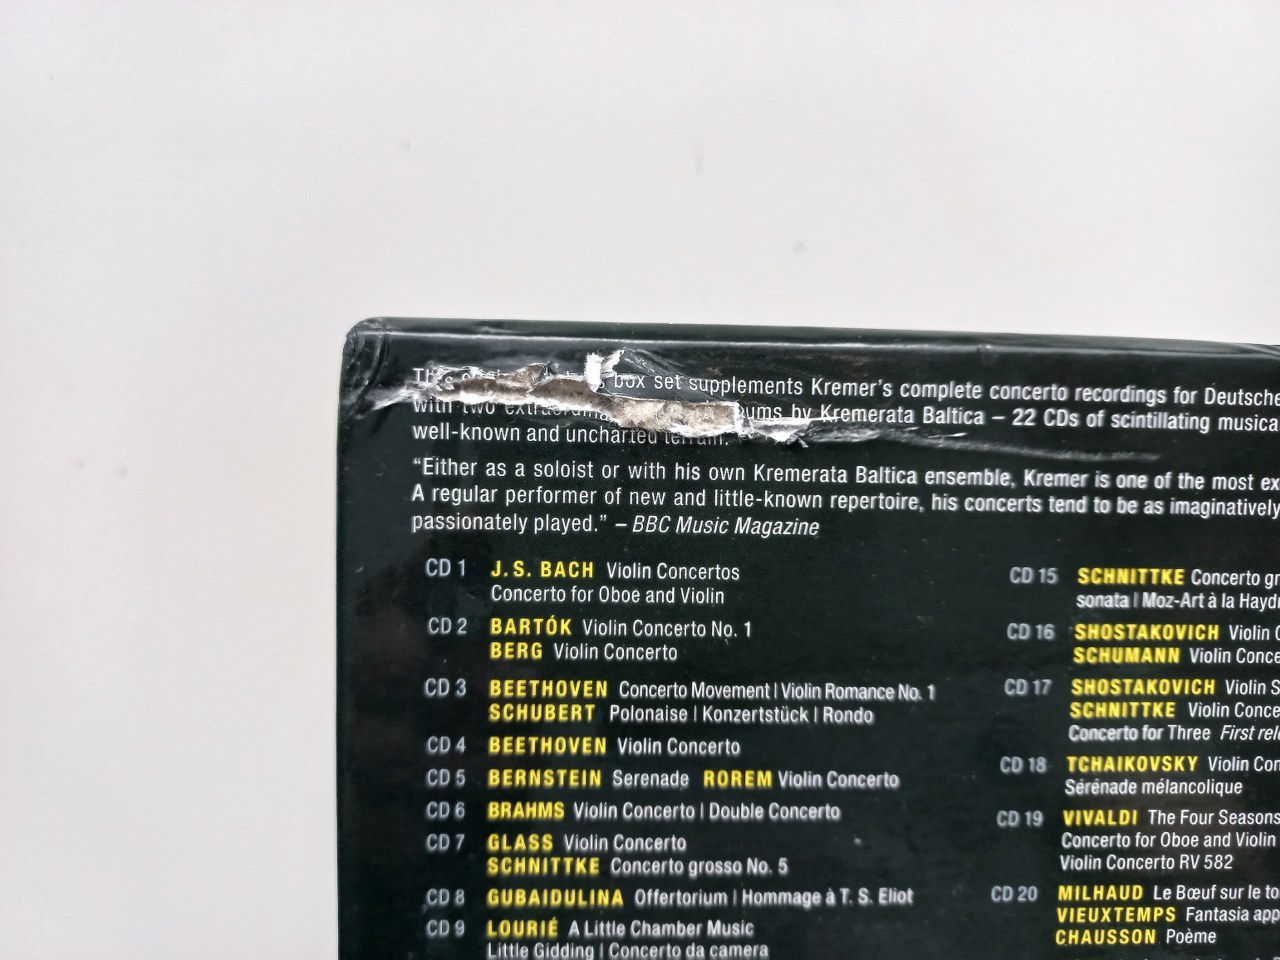 This box set supplements Kremer's complete concerto recordings for Deutsche
with two by Kremerata Baltica – 22 CDs of scintillating musica
well-known and uncharted terrain.
"Either as a soloist or with his own Kremerata Baltica ensemble, Kremer is one of the most ex
A regular performer of new and little-known repertoire, his concerts tend to be as imaginatively
passionately played." – BBC Music Magazine
CD 1 J.S. BACH Violin Concertos
Concerto for Oboe and Violin
CD 2 BARTÓK Violin Concerto No. 1
BERG Violin Concerto
CD 3 BEETHOVEN Concerto Movement | Violin Romance No. 1
SCHUBERT Polonaise | Konzertstück | Rondo
CD 4 BEETHOVEN Violin Concerto
CD 5 BERNSTEIN Serenade ROREM Violin Concerto
CD 6 BRAHMS Violin Concerto | Double Concerto
CD 7 GLASS Violin Concerto
SCHNITTKE Concerto grosso No. 5
CD 8 GUBAIDULINA Offertorium | Hommage à T. S. Eliot
CD 9 LOURIÉ A Little Chamber Music
Little Gidding | Concerto da camera
CD 15 SCHNITTKE Concerto gr
sonata | Moz-Art à la Hayd
CD 16 SHOSTAKOVICH Violin C
SCHUMANN Violin Conce
CD 17 SHOSTAKOVICH Violin S
SCHNITTKE Violin Conce
Concerto for Three First rel
CD 18 TCHAIKOVSKY Violin Con
Sérénade mélancolique
CD 19 VIVALDI The Four Seasons
Concerto for Oboe and Violin
Violin Concerto RV 582
CD 20 MILHAUD Le Bœuf sur le to
VIEUXTEMPS Fantasia app
CHAUSSON Poème